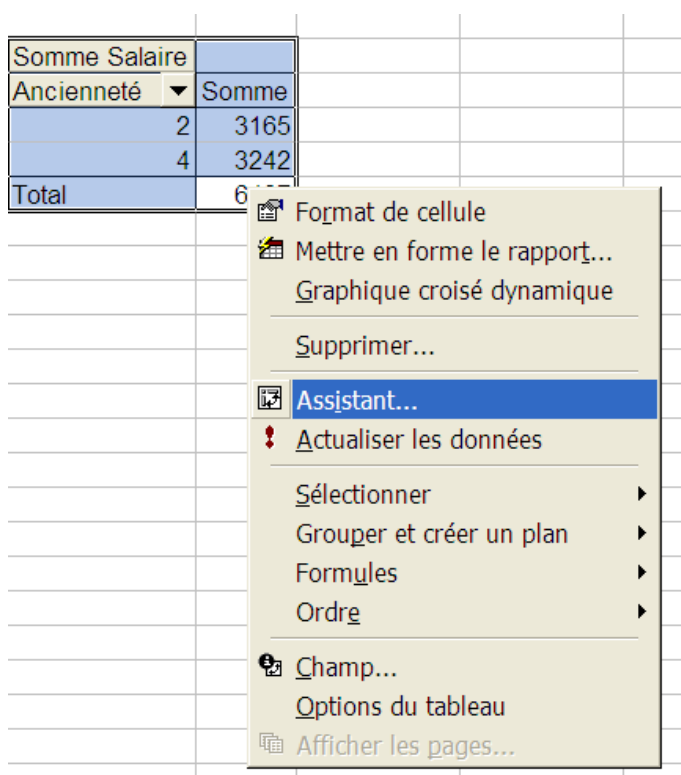 Somme Salaire
Ancienneté Somme
2 3165
4 3242
Total
Format de cellule
Mettre en forme le rapport...
Graphique croisé dynamique
Supprimer...
Assistant...
Actualiser les données
Sélectionner
Grouper et créer un plan
Formules
Ordre
Champ...
Options du tableau
Afficher les pages...